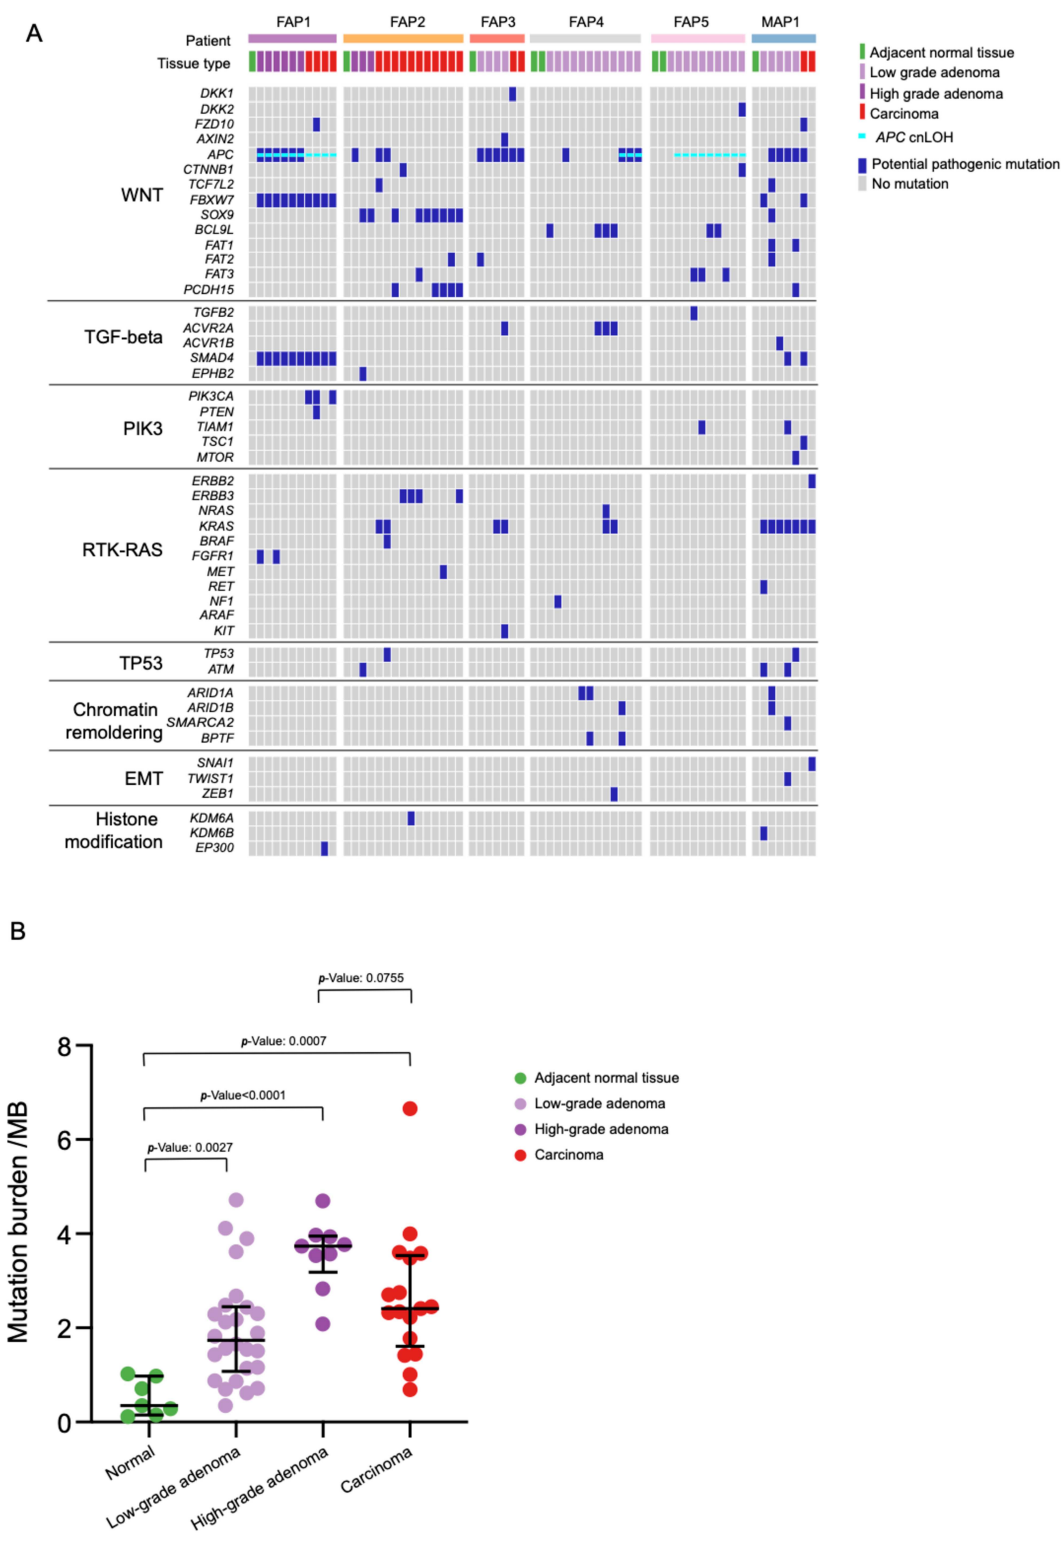 A
FAP1 FAP2 FAP3 FAP4 FAP5 MAP1
Patient
Tissue type
Adjacent normal tissue
Low grade adenoma
High grade adenoma
Carcinoma
APC cnLOH
Potential pathogenic mutation
No mutation
WNT
DKK1
DKK2
FZD10
AXIN2
APC
CTNNB1
TCF7L2
FBXW7
SOX9
BCL9L
FAT1
FAT2
FAT3
PCDH15
TGF-beta
TGFB2
ACVR2A
ACVR1B
SMAD4
EPHB2
PIK3
PIK3CA
PTEN
TIAM1
TSC1
MTOR
RTK-RAS
ERBB2
ERBB3
NRAS
KRAS
BRAF
FGFR1
MET
RET
NF1
ARAF
KIT
TP53
TP53
ATM
Chromatin
remoldering
ARID1A
ARID1B
SMARCA2
BPTF
EMT
SNAI1
TWIST1
ZEB1
Histone
modification
KDM6A
KDM6B
EP300
B
p-Value: 0.0755
p-Value: 0.0007
p-Value<0.0001
p-Value: 0.0027
Mutation burden /MB
8
6
4
2
0
Normal
Low-grade adenoma
High-grade adenoma
Carcinoma
Adjacent normal tissue
Low-grade adenoma
High-grade adenoma
Carcinoma